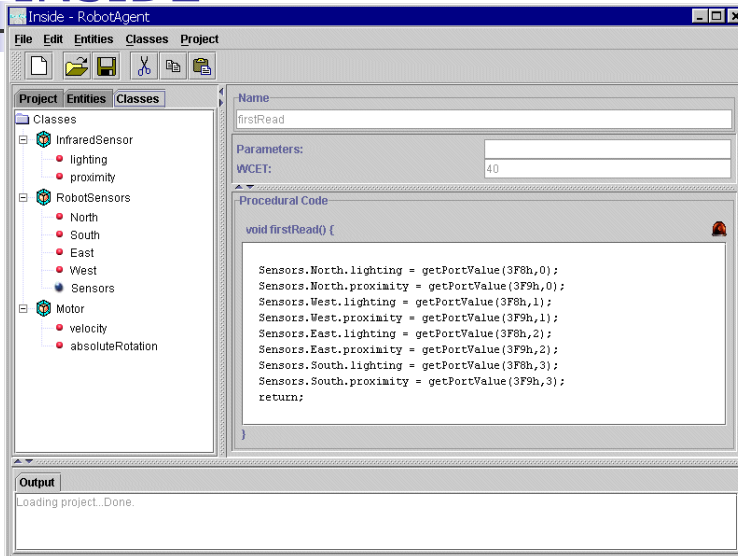 INSIDE
Inside - RobotAgent
File Edit Entities Classes Project
Project Entities Classes
Classes
InfraredSensor
lighting
proximity
RobotSensors
North
South
East
West
Sensors
Motor
velocity
absoluteRotation
Name
firstRead
Parameters:
WCET:
40
Procedural Code
void firstRead() {
Sensors.North.lighting = getPortValue(3F8h,0);
Sensors.North.proximity = getPortValue(3F9h,0);
Sensors.West.lighting = getPortValue(3F8h,1);
Sensors.West.proximity = getPortValue(3F9h,1);
Sensors.East.lighting = getPortValue(3F8h,2);
Sensors.East.proximity = getPortValue(3F9h,2);
Sensors.South.lighting = getPortValue(3F8h,3);
Sensors.South.proximity = getPortValue(3F9h,3);
return;
}
Output
Loading project...Done.